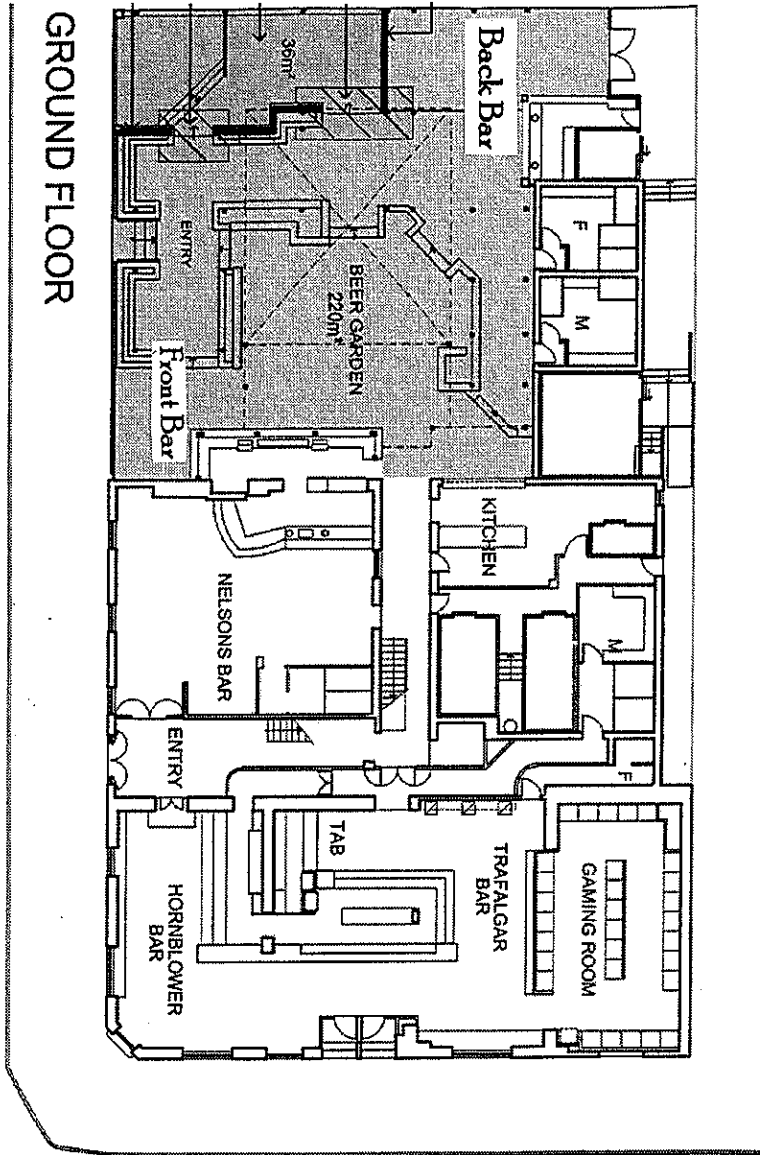 GROUND FLOOR
Back Bar
36m²
ENTRY
BEER GARDEN
220m²
Front Bar
F
M
KITCHEN
NELSONS BAR
M
ENTRY
F
TAB
TRAFALGAR
BAR
GAMING ROOM
HORNBLOWER
BAR